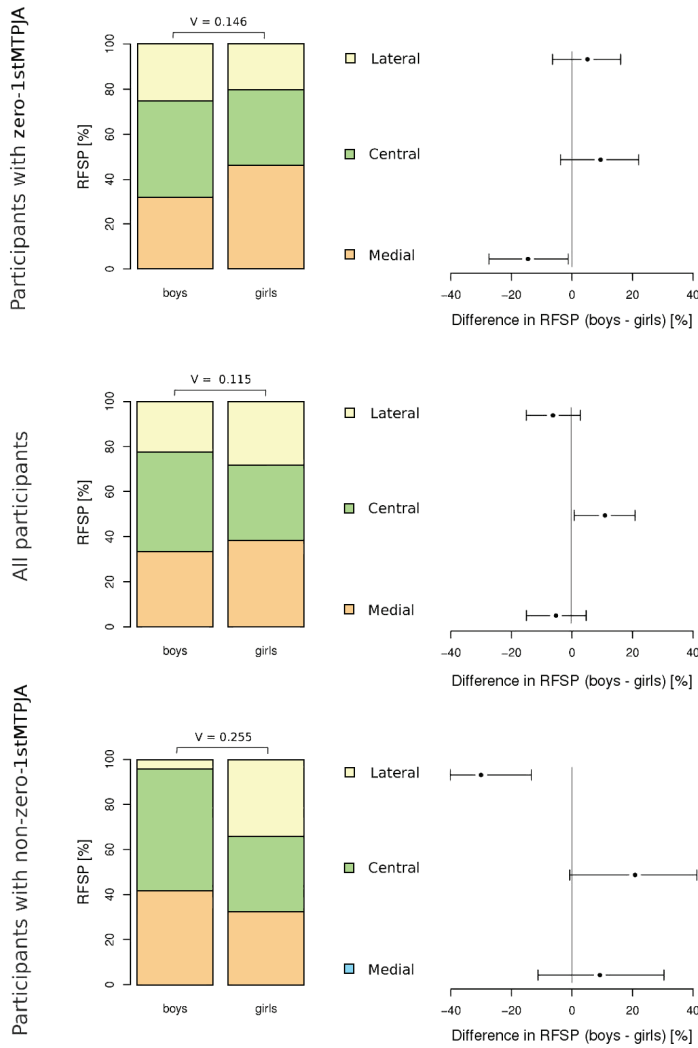 Participants with zero-1stMTPJA
V = 0.146
RFSP [%]
0 20 40 60 80 100
boys girls
Lateral
Central
Medial
−40 −20 0 20 40
Difference in RFSP (boys - girls) [%]
All participants
V = 0.115
RFSP [%]
0 20 40 60 80 100
boys girls
Lateral
Central
Medial
−40 −20 0 20 40
Difference in RFSP (boys - girls) [%]
Participants with non-zero-1stMTPJA
V = 0.255
RFSP [%]
0 20 40 60 80 100
boys girls
Lateral
Central
Medial
−40 −20 0 20 40
Difference in RFSP (boys - girls) [%]